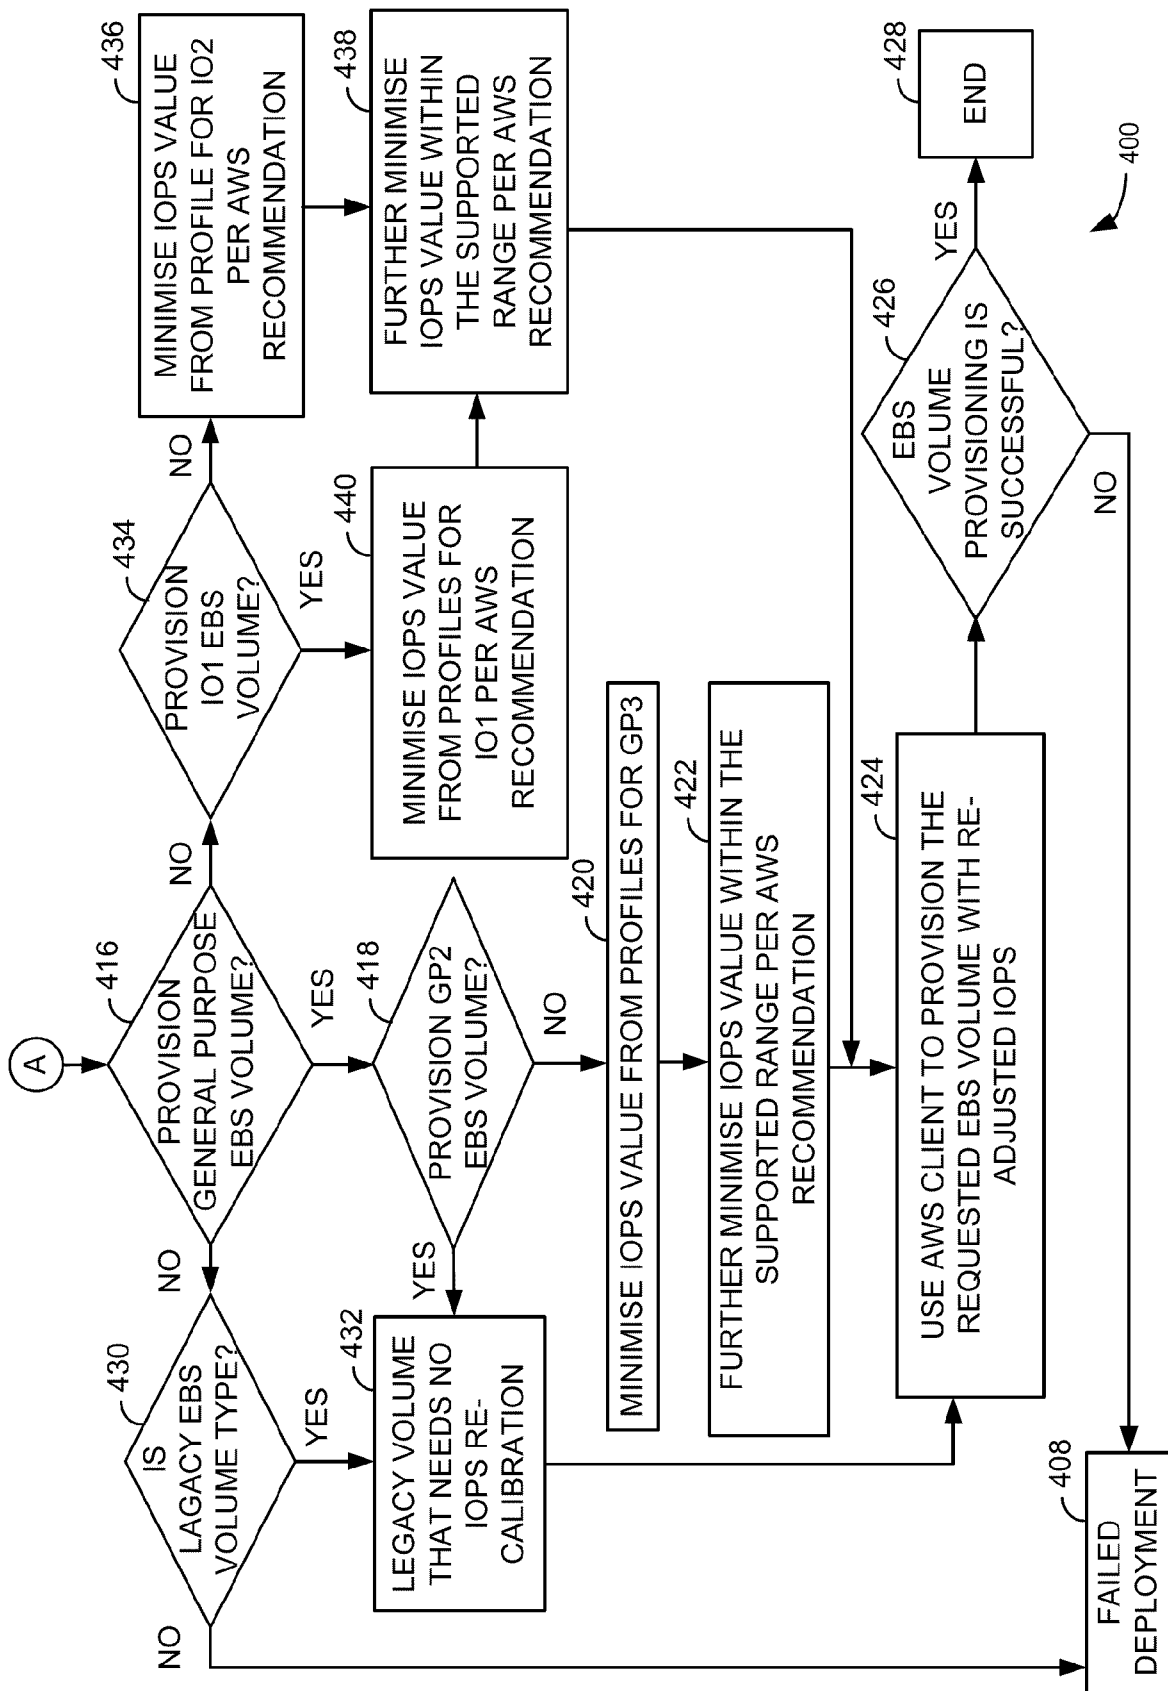 A
416
PROVISION
GENERAL PURPOSE
EBS VOLUME?
NO
NO
YES
430
IS
LAGACY EBS
VOLUME TYPE?
NO
YES
434
PROVISION
IO1 EBS
VOLUME?
NO
YES
436
MINIMISE IOPS VALUE
FROM PROFILE FOR IO2
PER AWS
RECOMMENDATION
432
LEGACY VOLUME
THAT NEEDS NO
IOPS RE-
CALIBRATION
418
PROVISION GP2
EBS VOLUME?
YES
NO
440
MINIMISE IOPS VALUE
FROM PROFILES FOR
IO1 PER AWS
RECOMMENDATION
438
FURTHER MINIMISE
IOPS VALUE WITHIN
THE SUPPORTED
RANGE PER AWS
RECOMMENDATION
420
MINIMISE IOPS VALUE FROM PROFILES FOR GP3
422
FURTHER MINIMISE IOPS VALUE WITHIN THE
SUPPORTED RANGE PER AWS
RECOMMENDATION
424
USE AWS CLIENT TO PROVISION THE
REQUESTED EBS VOLUME WITH RE-
ADJUSTED IOPS
426
EBS
VOLUME
PROVISIONING IS
SUCCESSFUL?
YES
NO
428
END
408
FAILED
DEPLOYMENT
400